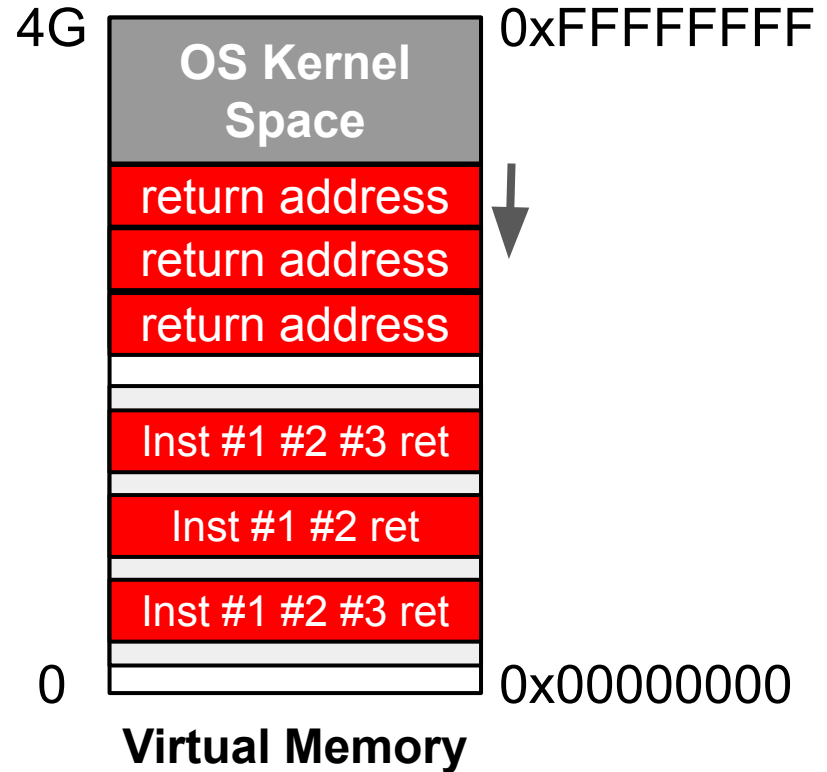 4G
0xFFFFFFFF
OS Kernel
Space
return address
return address
return address
Inst #1 #2 #3 ret
Inst #1 #2 ret
Inst #1 #2 #3 ret
0
0x00000000
Virtual Memory